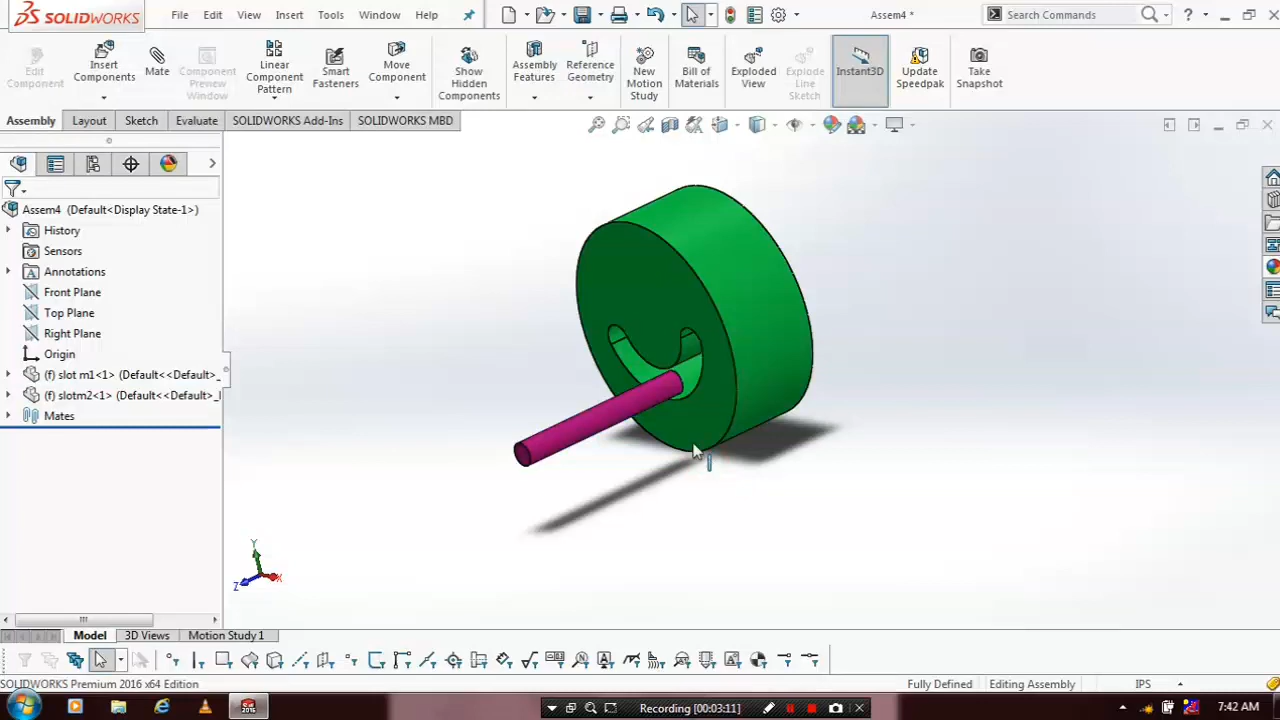 SOLIDWORKS File Edit View Insert Tools Window Help Assem4 * Search Commands ?
Edit Component
Insert Components
Mate
Component Preview Window
Linear Component Pattern
Smart Fasteners
Move Component
Show Hidden Components
Assembly Features
Reference Geometry
New Motion Study
Bill of Materials
Exploded View
Explode Line Sketch
Instant3D
Update Speedpak
Take Snapshot
Assembly Layout Sketch Evaluate SOLIDWORKS Add-Ins SOLIDWORKS MBD
Assem4 (Default<Display State-1>)
History
Sensors
Annotations
Front Plane
Top Plane
Right Plane
Origin
(f) slot m1<1> (Default<<Default>_
(f) slotm2<1> (Default<<Default>_
Mates
Y
Z X
Model 3D Views Motion Study 1
SOLIDWORKS Premium 2016 x64 Edition Fully Defined Editing Assembly IPS
Recording [00:03:11] 7:42 AM